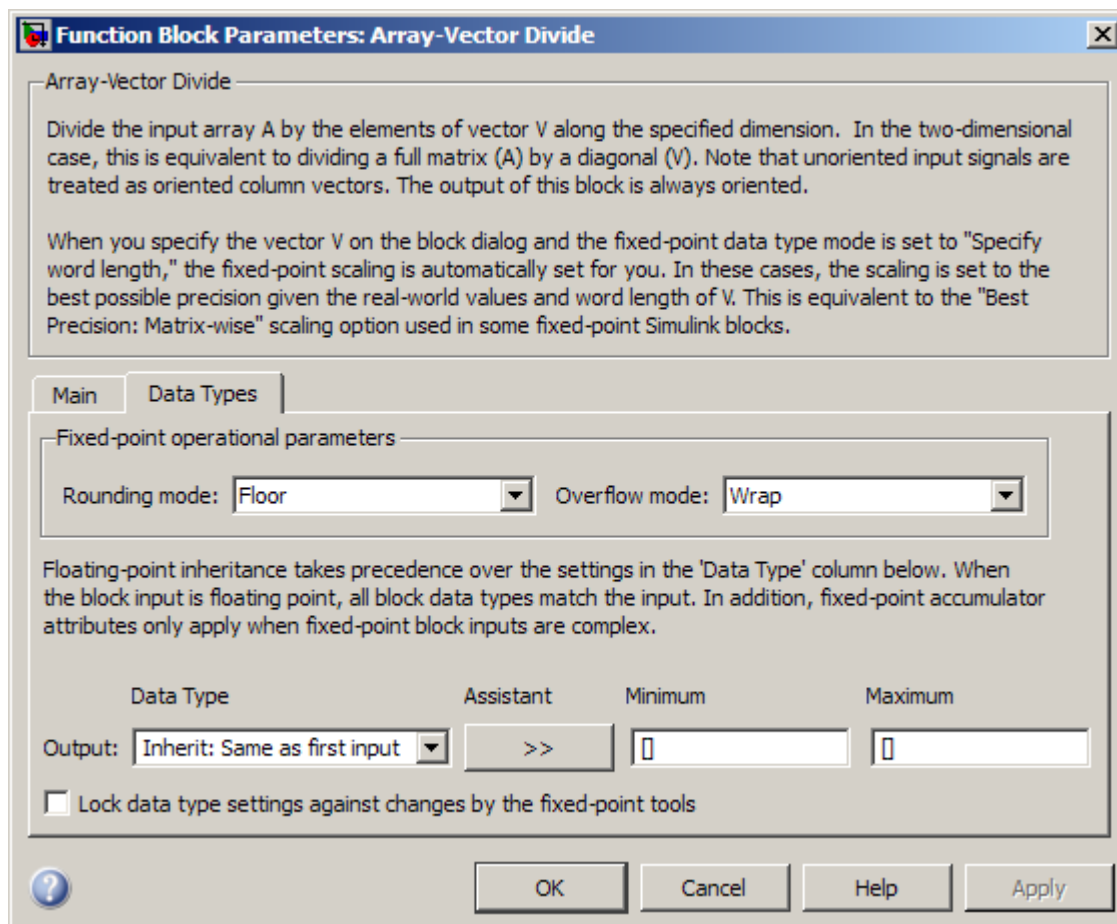 Function Block Parameters: Array-Vector Divide
Array-Vector Divide
Divide the input array A by the elements of vector V along the specified dimension.  In the two-dimensional
case, this is equivalent to dividing a full matrix (A) by a diagonal (V). Note that unoriented input signals are
treated as oriented column vectors. The output of this block is always oriented.
When you specify the vector V on the block dialog and the fixed-point data type mode is set to "Specify
word length," the fixed-point scaling is automatically set for you. In these cases, the scaling is set to the
best possible precision given the real-world values and word length of V. This is equivalent to the "Best
Precision: Matrix-wise" scaling option used in some fixed-point Simulink blocks.
Main Data Types
Fixed-point operational parameters
Rounding mode: Floor Overflow mode: Wrap
Floating-point inheritance takes precedence over the settings in the 'Data Type' column below. When
the block input is floating point, all block data types match the input. In addition, fixed-point accumulator
attributes only apply when fixed-point block inputs are complex.
Data Type Assistant Minimum Maximum
Output: Inherit: Same as first input >> [] []
Lock data type settings against changes by the fixed-point tools
? OK Cancel Help Apply